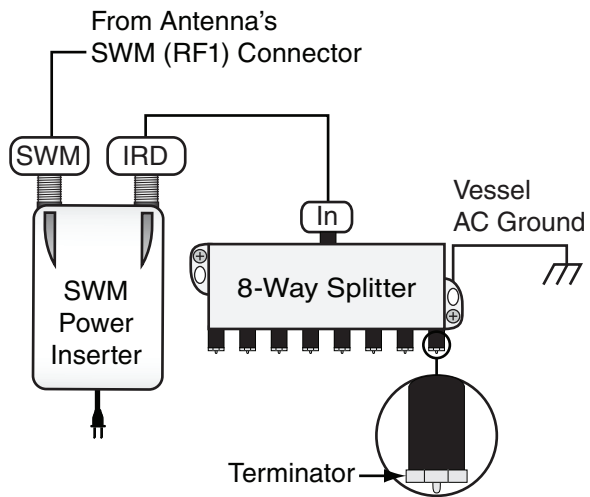 From Antenna's
SWM (RF1) Connector
SWM
IRD
In
Vessel
AC Ground
8-Way Splitter
SWM
Power
Inserter
Terminator